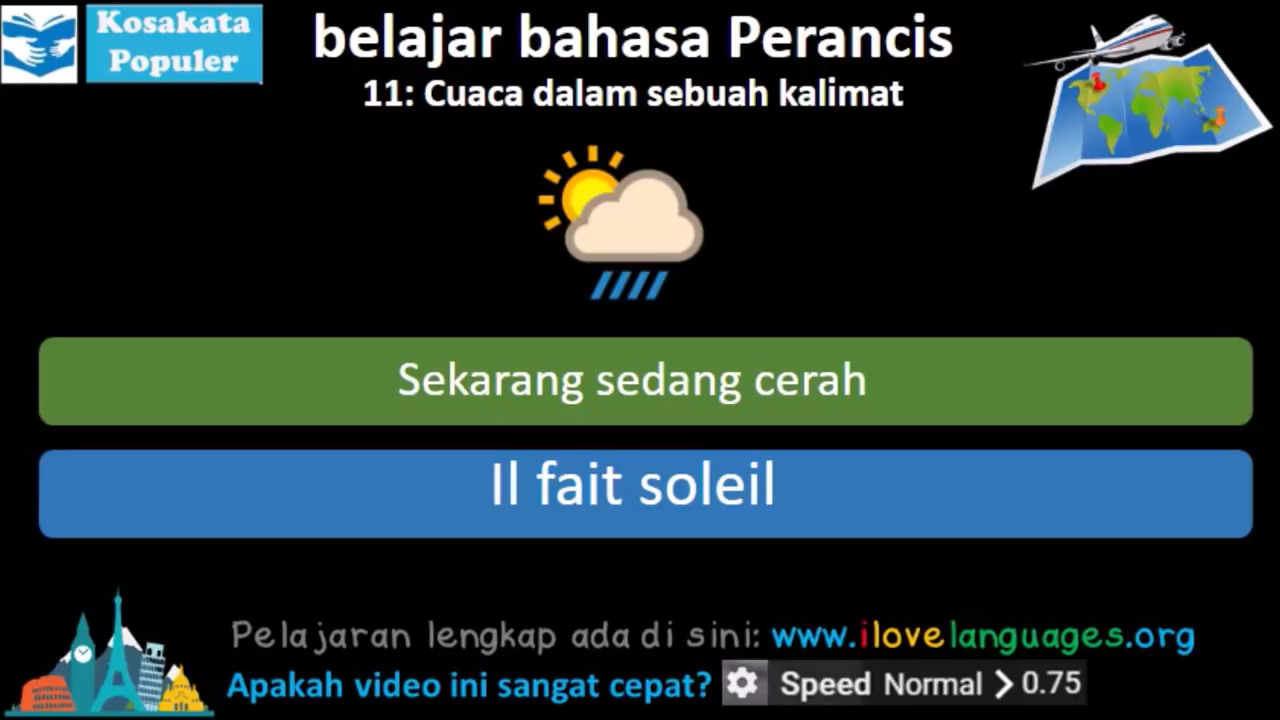 Kosakata
Populer
belajar bahasa Perancis
11: Cuaca dalam sebuah kalimat
Sekarang sedang cerah
Il fait soleil
Pelajaran lengkap ada di sini: www.ilovelanguages.org
Apakah video ini sangat cepat? Speed Normal > 0.75